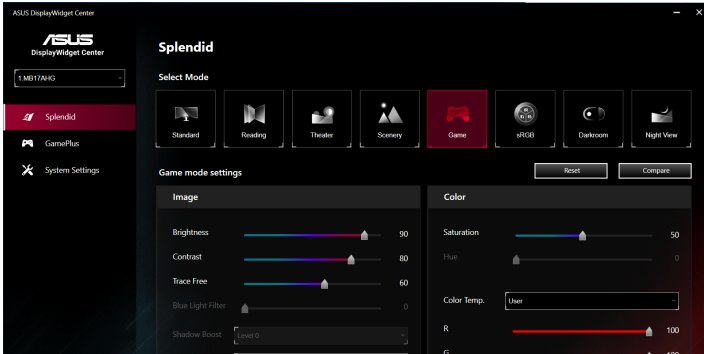 ASUS DisplayWidget Center
ASUS
DisplayWidget Center
1.MB17AHG
Splendid
GamePlus
System Settings
Splendid
Select Mode
Standard Reading Theater Scenery Game sRGB Darkroom Night View
Game mode settings Reset Compare
Image
Brightness 90
Contrast 80
Trace Free 60
Blue Light Filter 0
Shadow Boost Level 0
Color
Saturation 50
Hue 0
Color Temp. User
R 100
G 100